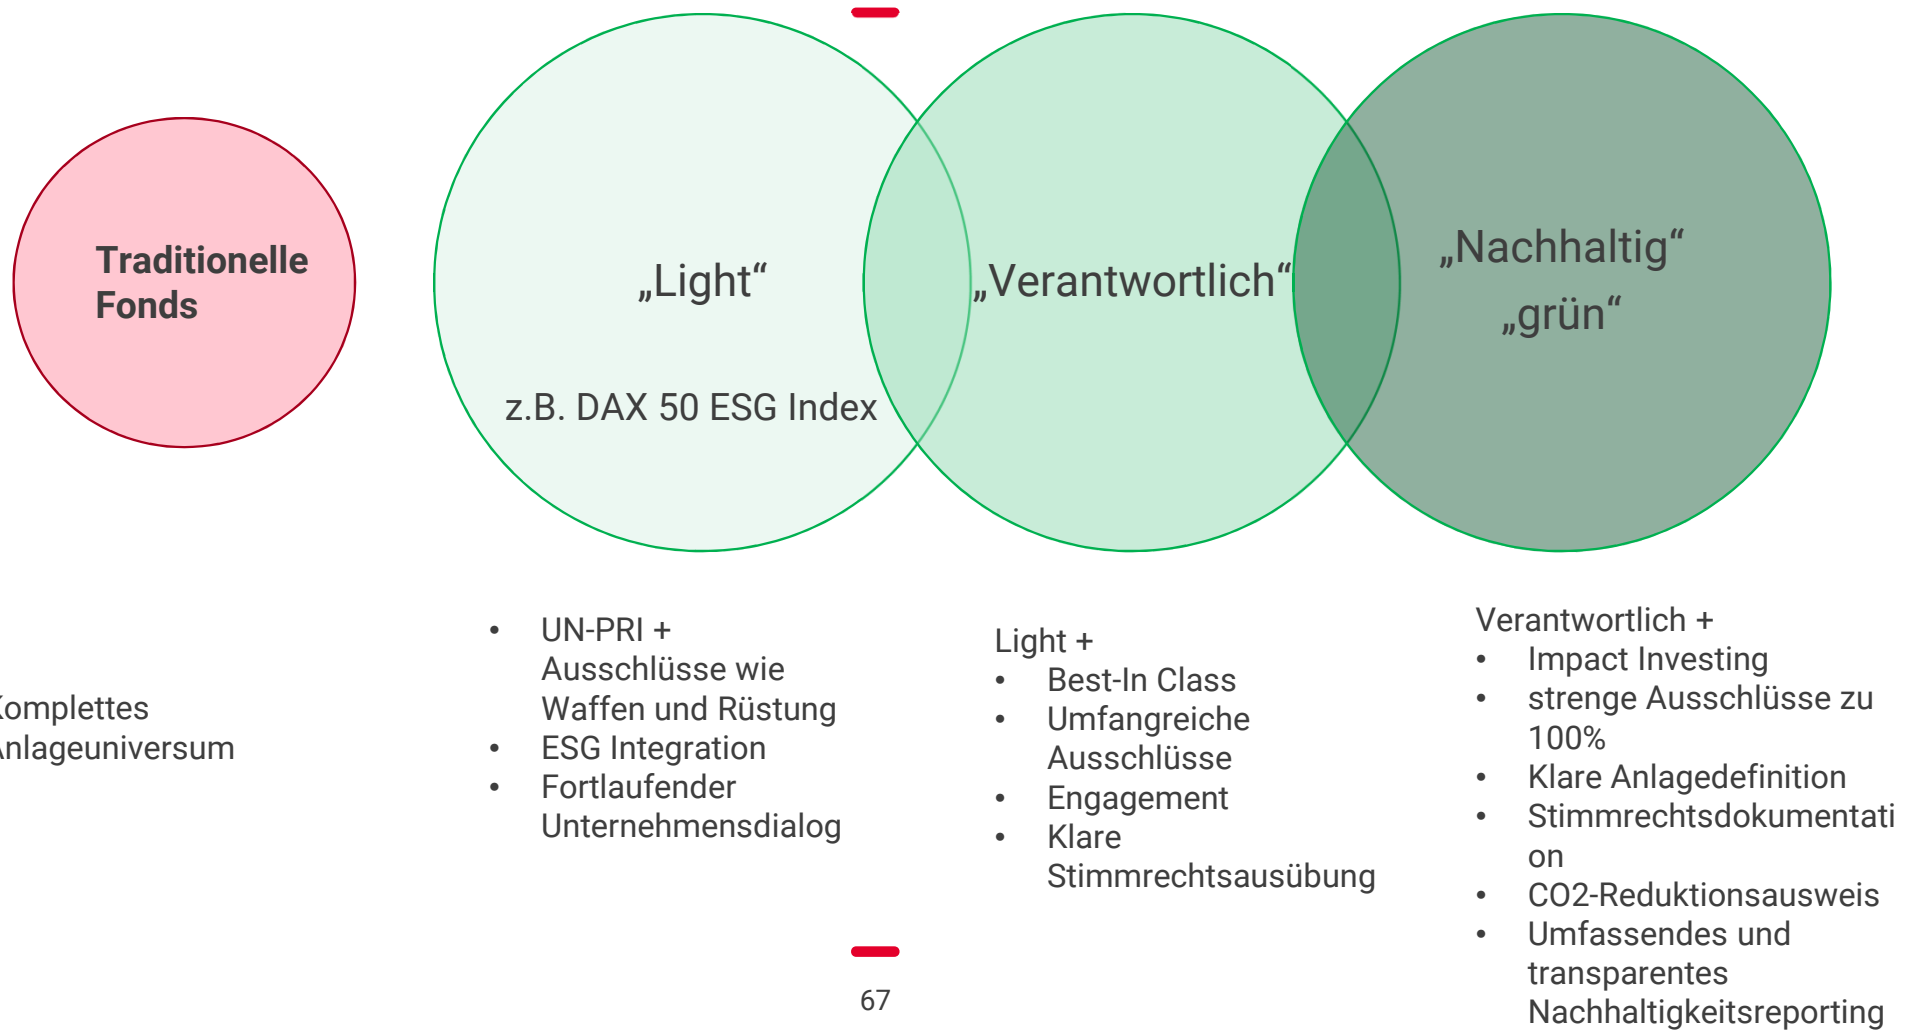 Traditionelle
Fonds
„Light“
z.B. DAX 50 ESG Index
„Verantwortlich“
„Nachhaltig“
„grün“
Komplettes
Anlageuniversum
• UN-PRI +
Ausschlüsse wie
Waffen und Rüstung
• ESG Integration
• Fortlaufender
Unternehmensdialog
Light +
• Best-In Class
• Umfangreiche
Ausschlüsse
• Engagement
• Klare
Stimmrechtsausübung
Verantwortlich +
• Impact Investing
• strenge Ausschlüsse zu
100%
• Klare Anlagedefinition
• Stimmrechtsdokumentati
on
• CO2-Reduktionsausweis
• Umfassendes und
transparentes
Nachhaltigkeitsreporting
67